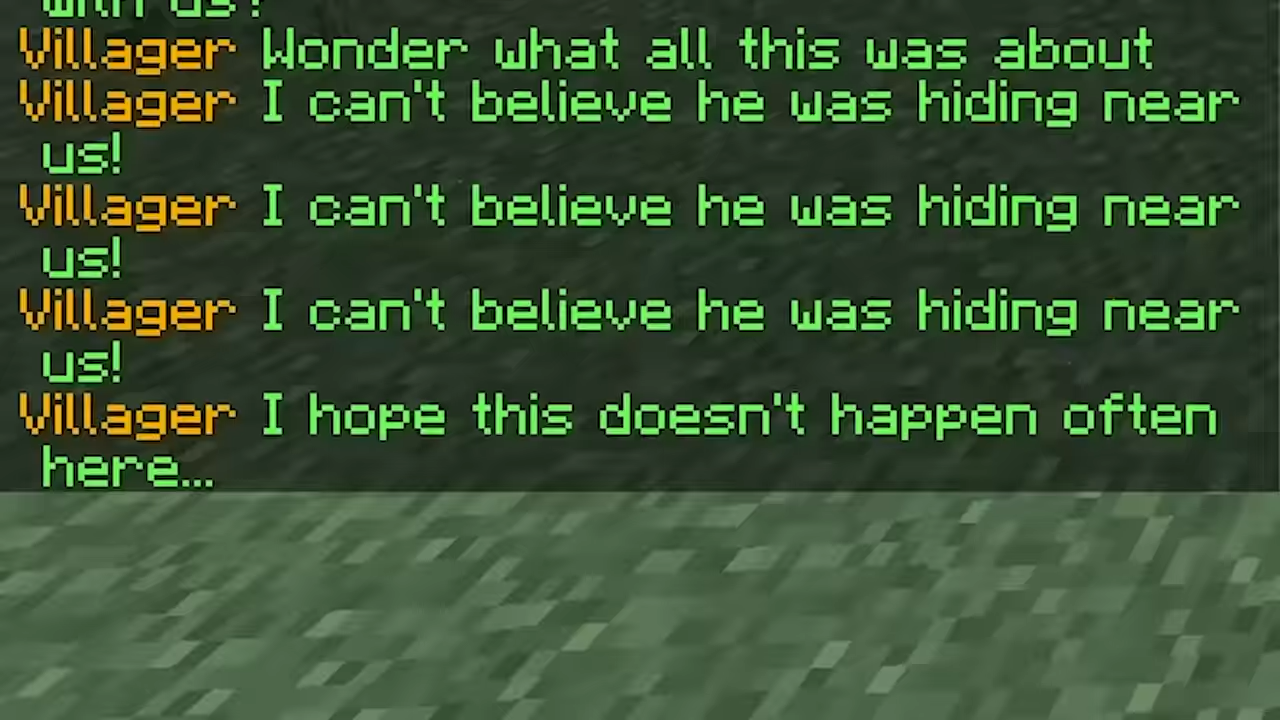 with us?
Villager Wonder what all this was about
Villager I can't believe he was hiding near
us!
Villager I can't believe he was hiding near
us!
Villager I can't believe he was hiding near
us!
Villager I hope this doesn't happen often
here...